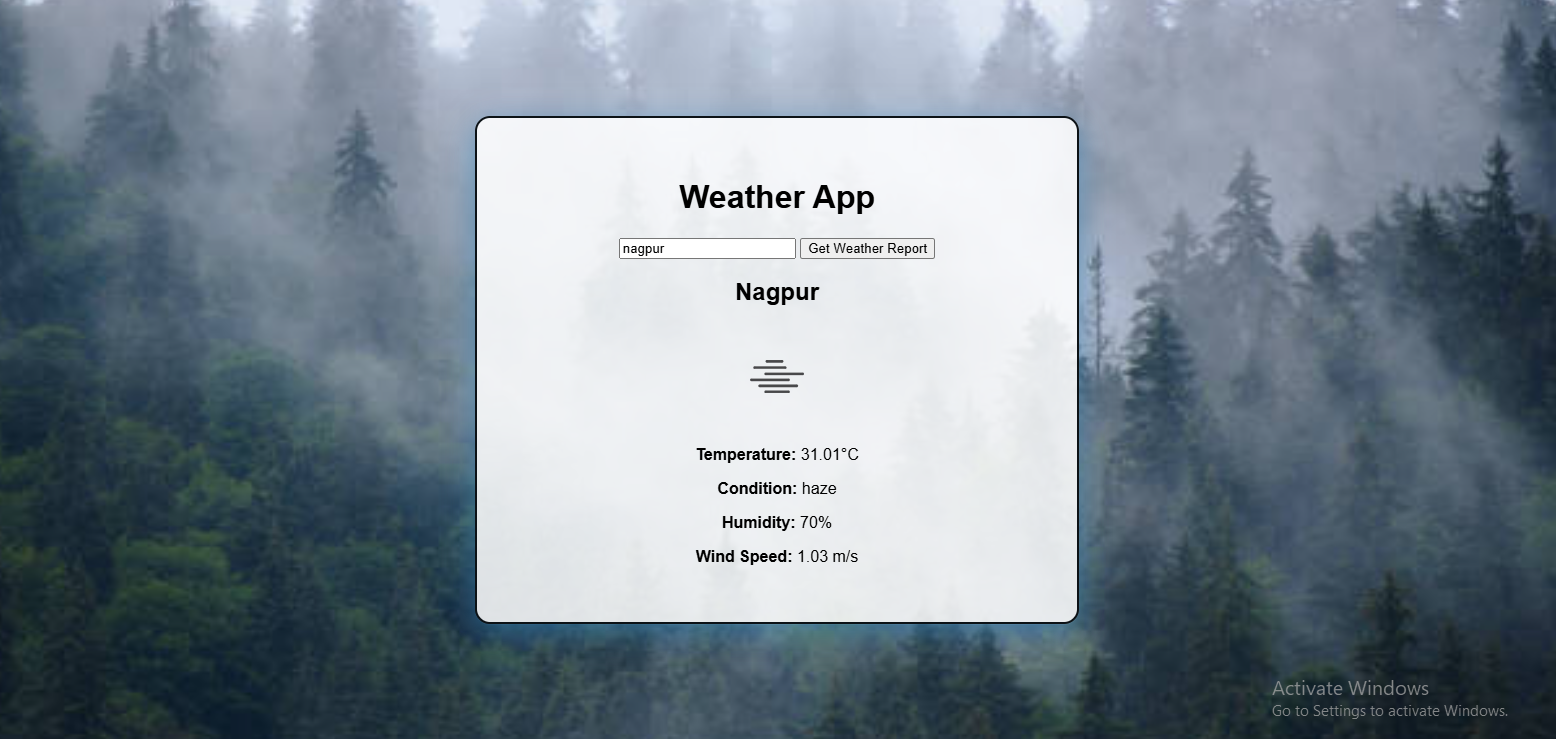 Weather App
nagpur Get Weather Report
Nagpur
Temperature: 31.01°C
Condition: haze
Humidity: 70%
Wind Speed: 1.03 m/s
Activate Windows
Go to Settings to activate Windows.